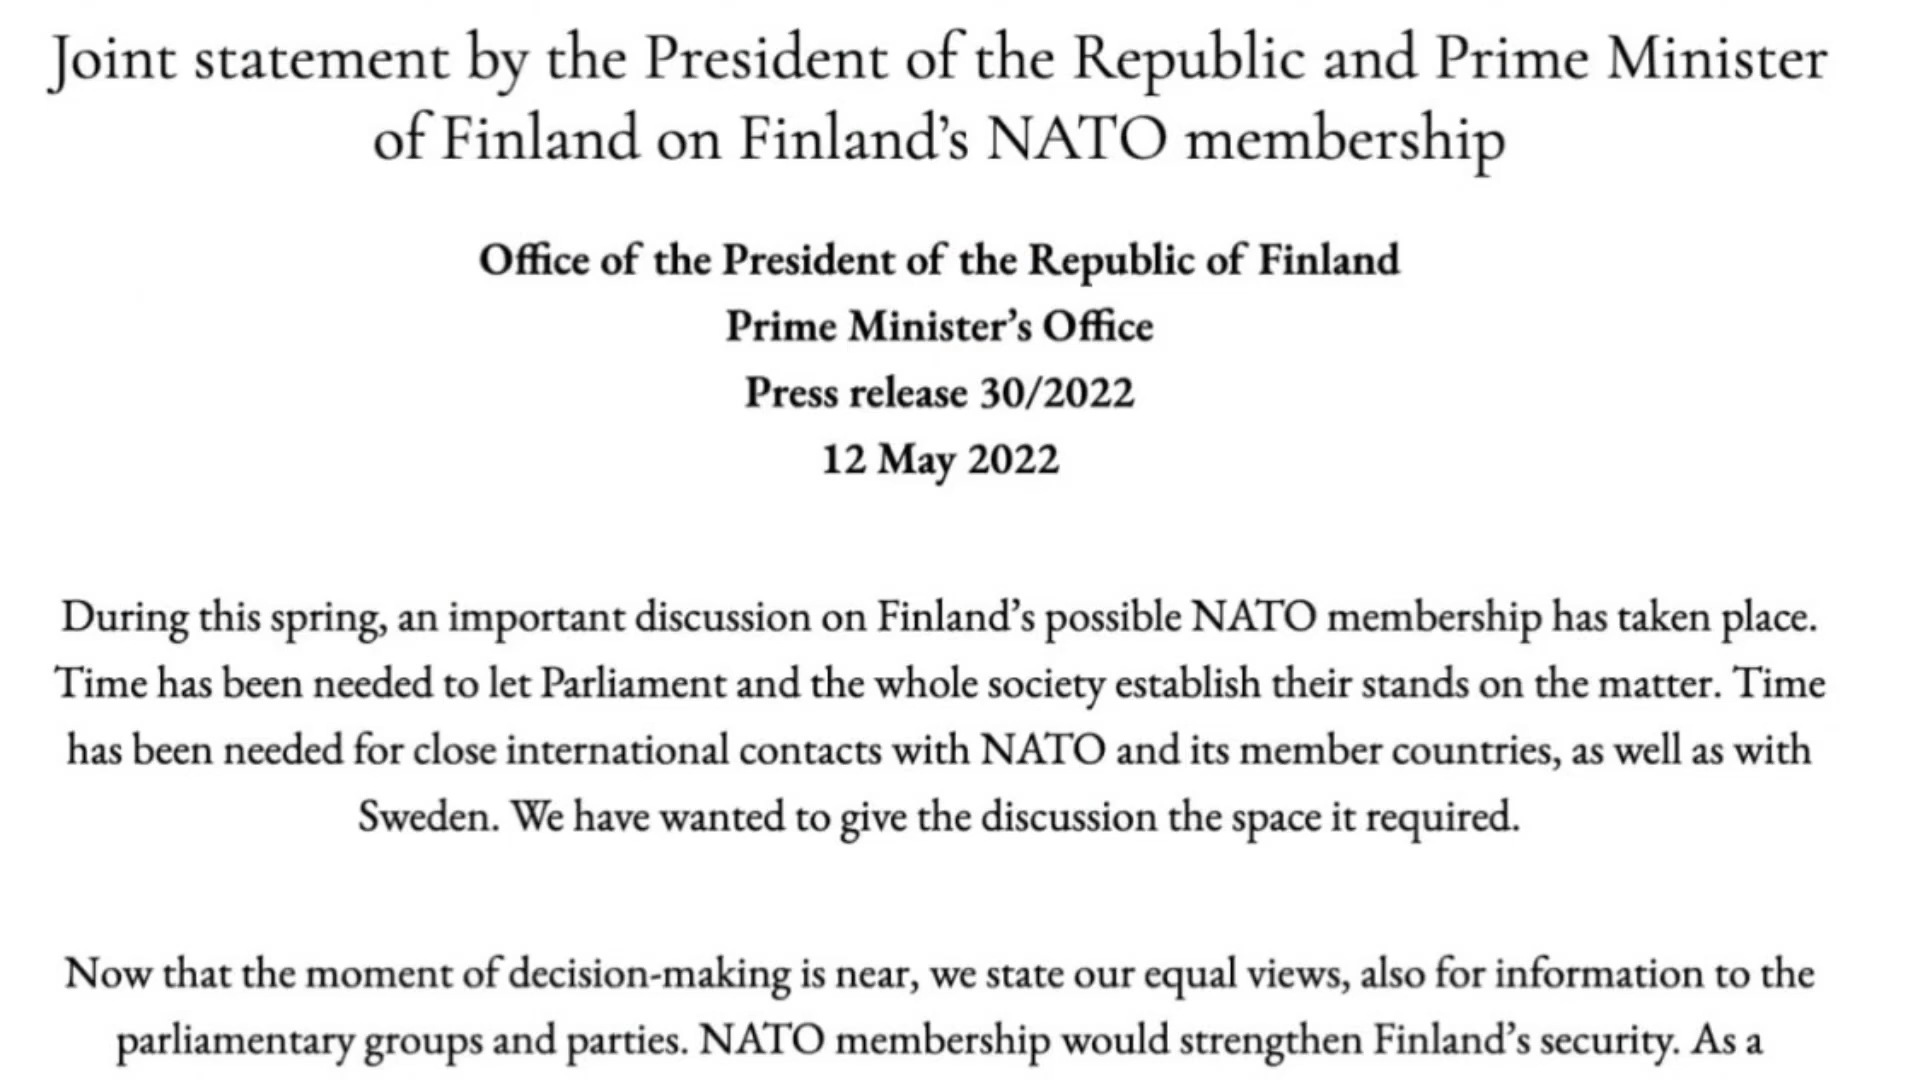 Joint statement by the President of the Republic and Prime Minister
of Finland on Finland's NATO membership
Office of the President of the Republic of Finland
Prime Minister's Office
Press release 30/2022
12 May 2022
During this spring, an important discussion on Finland's possible NATO membership has taken place.
Time has been needed to let Parliament and the whole society establish their stands on the matter. Time
has been needed for close international contacts with NATO and its member countries, as well as with
Sweden. We have wanted to give the discussion the space it required.
Now that the moment of decision-making is near, we state our equal views, also for information to the
parliamentary groups and parties. NATO membership would strengthen Finland's security. As a